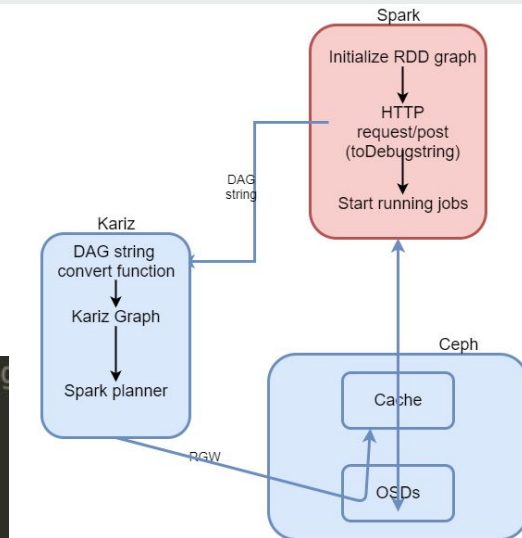 Spark
Initialize RDD graph
HTTP
request/post
(toDebugstring)
Start running jobs
DAG
string
Kariz
DAG string
convert function
Kariz Graph
Spark planner
RGW
Ceph
Cache
OSDs